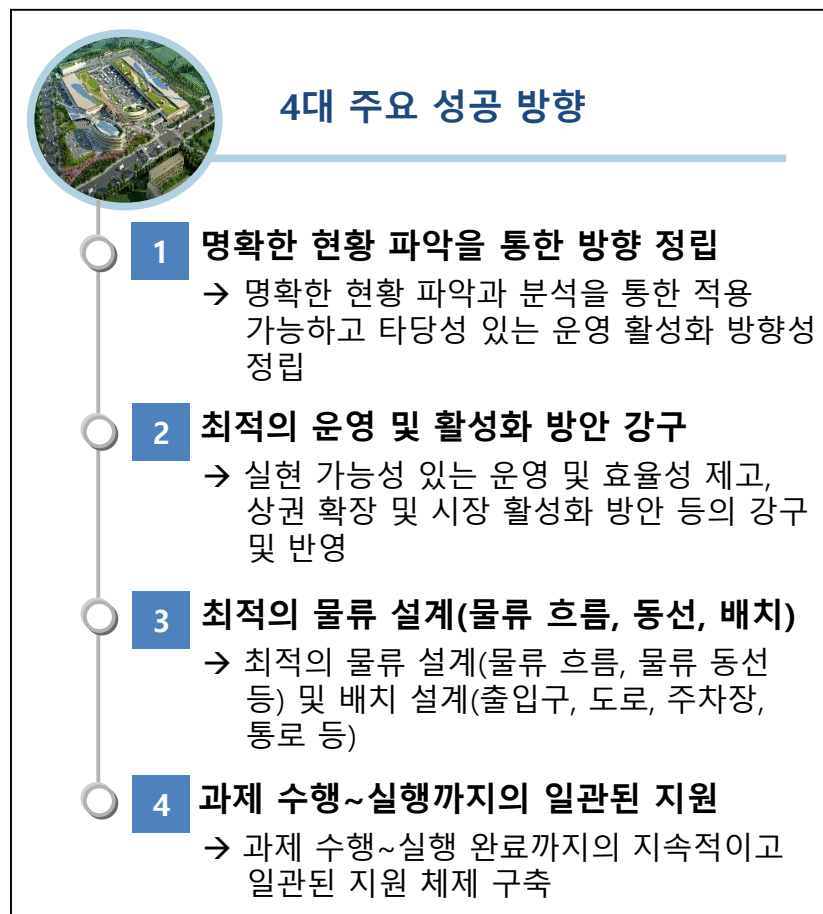 4대 주요 성공 방향
1 명확한 현황 파악을 통한 방향 정립
→ 명확한 현황 파악과 분석을 통한 적용
가능하고 타당성 있는 운영 활성화 방향성
정립
2 최적의 운영 및 활성화 방안 강구
→ 실현 가능성 있는 운영 및 효율성 제고,
상권 확장 및 시장 활성화 방안 등의 강구
및 반영
3 최적의 물류 설계(물류 흐름, 동선, 배치)
→ 최적의 물류 설계(물류 흐름, 물류 동선
등) 및 배치 설계(출입구, 도로, 주차장,
통로 등)
4 과제 수행~실행까지의 일관된 지원
→ 과제 수행~실행 완료까지의 지속적이고
일관된 지원 체제 구축